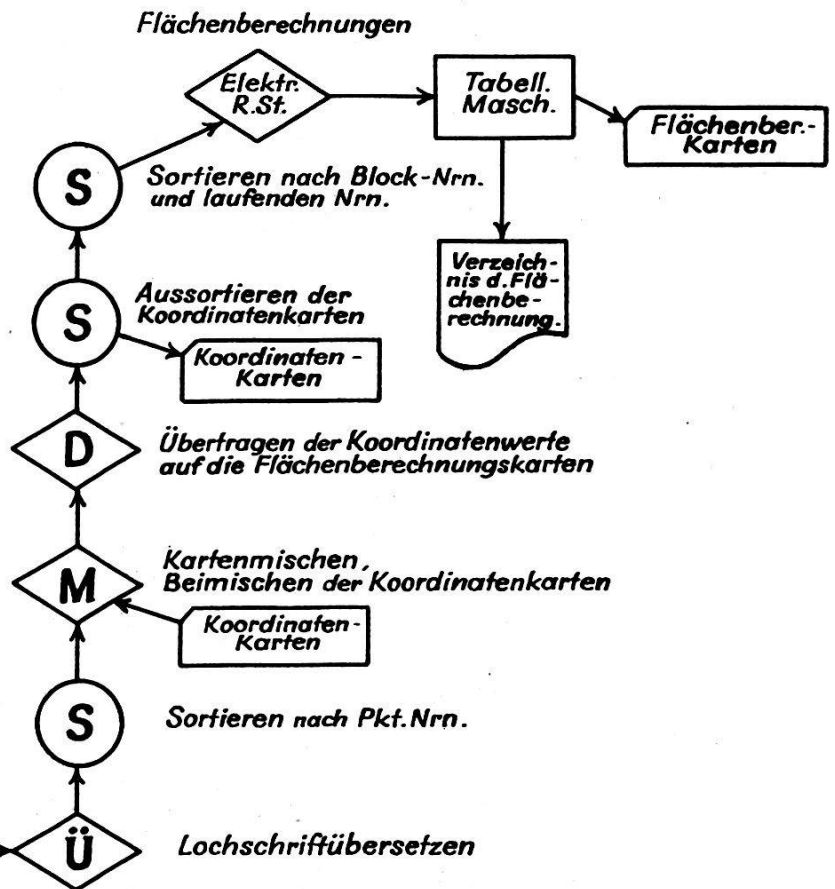 Flächenberechnungen
Elektr.
R.St.
Tabell.
Masch.
Flächenber.-
Karten
S
Sortieren nach Block-Nrn.
und laufenden Nrn.
Verzeich-
nis d. Flä-
chenbe-
rechnung.
Aussortieren der
Koordinatenkarten
S
Koordinaten-
Karten
D
Übertragen der Koordinatenwerte
auf die Flächenberechnungskarten
Kartenmischen,
Beimischen der Koordinatenkarten
M
Koordinaten-
Karten
S
Sortieren nach Pkt. Nrn.
Ü
Lochschriftübersetzen